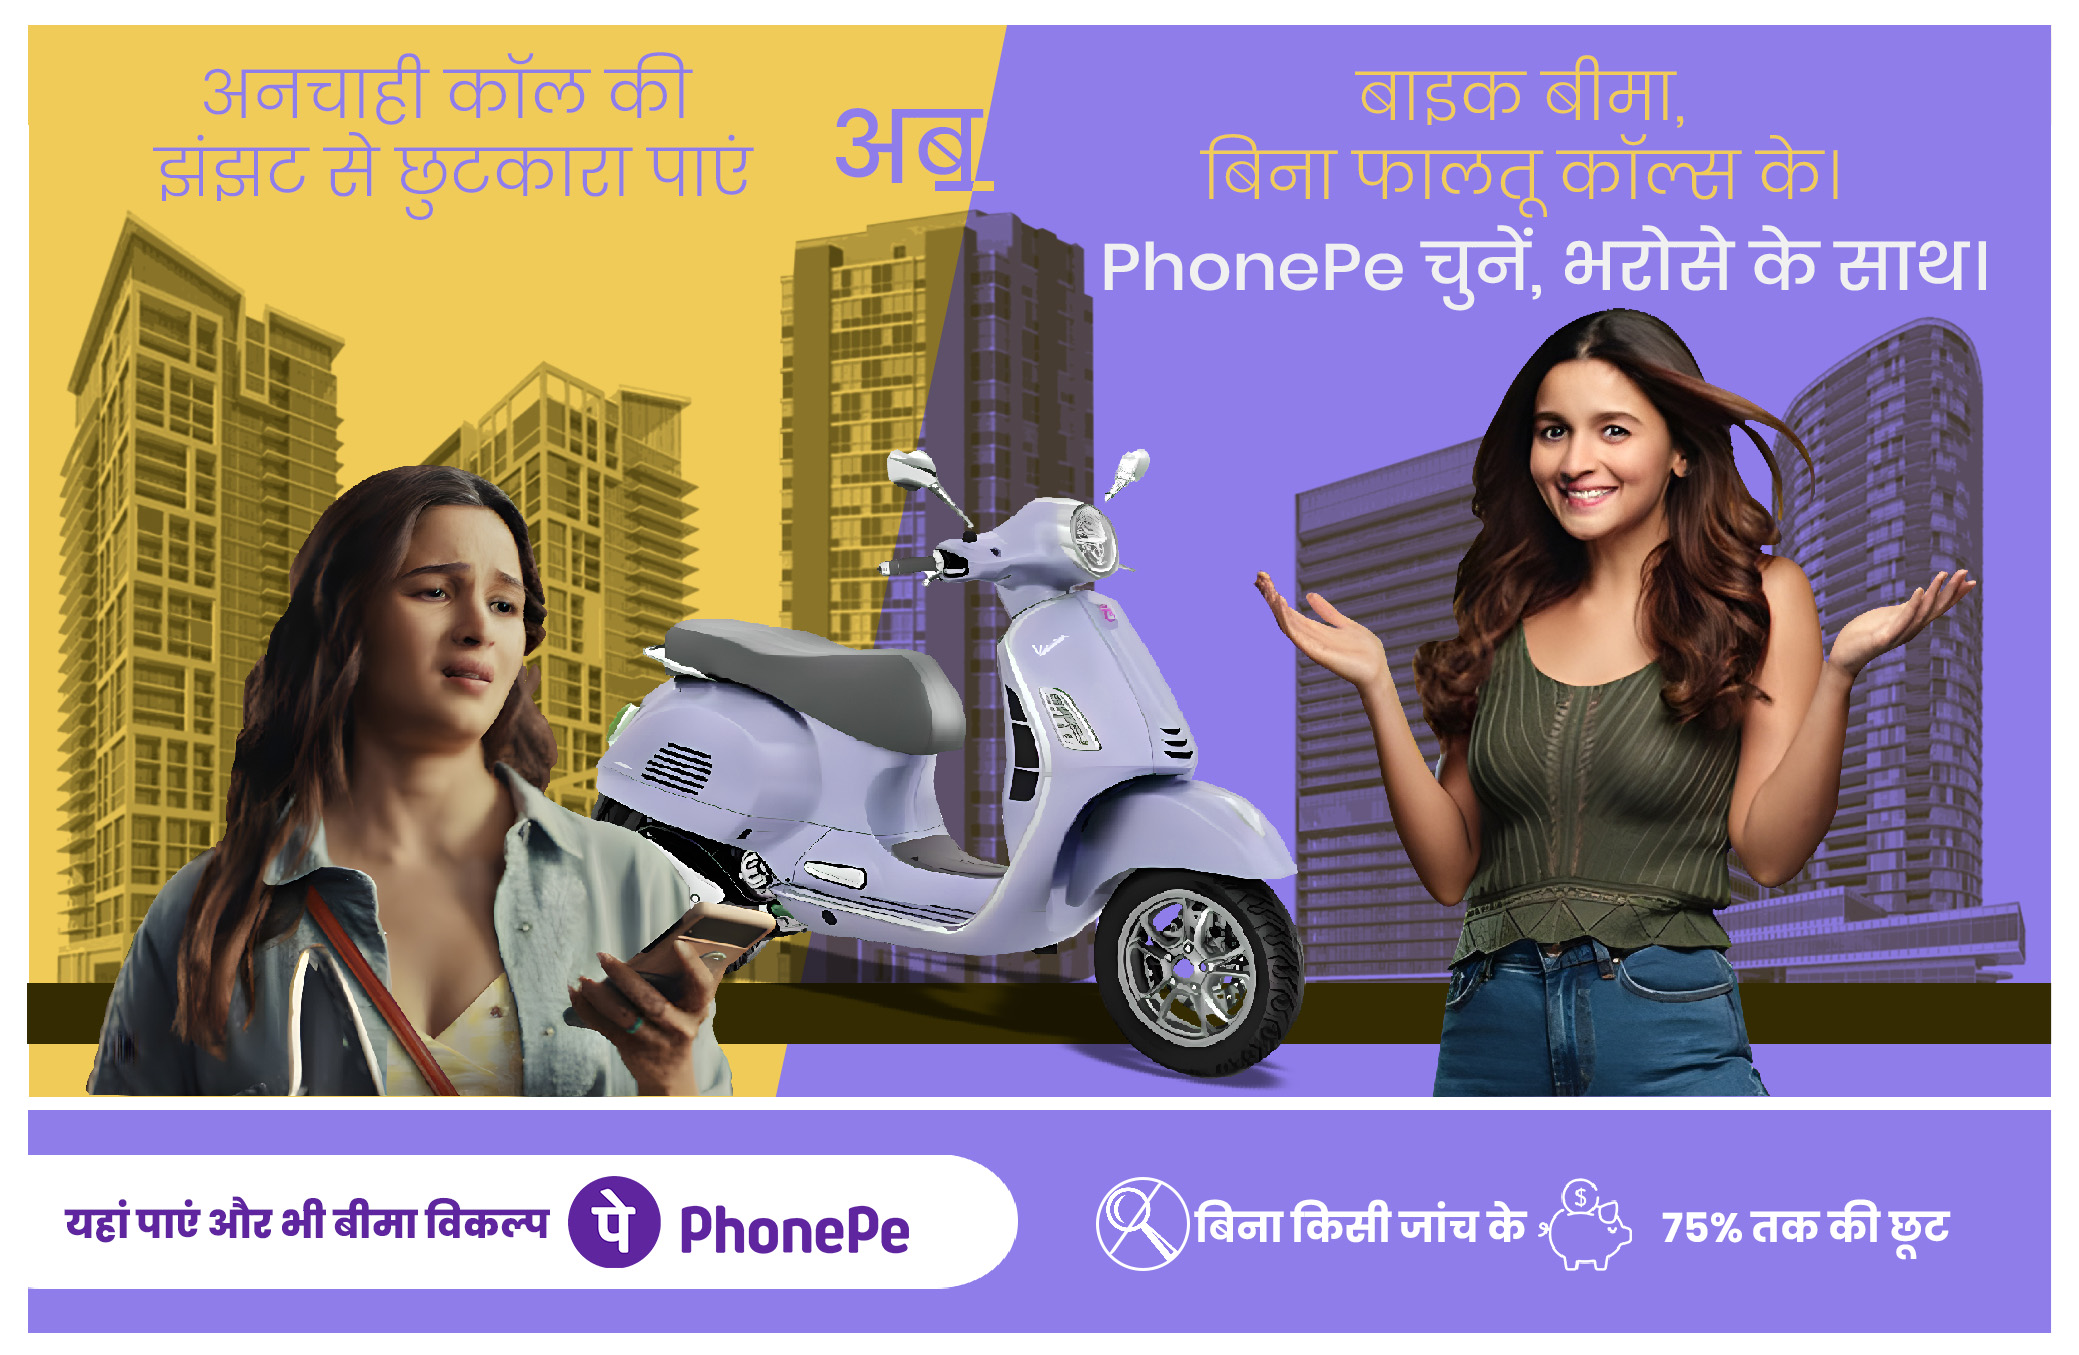 अनचाही कॉल की
झंझट से छुटकारा पाएं
अब
बाइक बीमा,
बिना फालतू कॉल्स के।
PhonePe चुनें, भरोसे के साथ।
यहां पाएं और भी बीमा विकल्प पे PhonePe
बिना किसी जांच के $ 75% तक की छूट